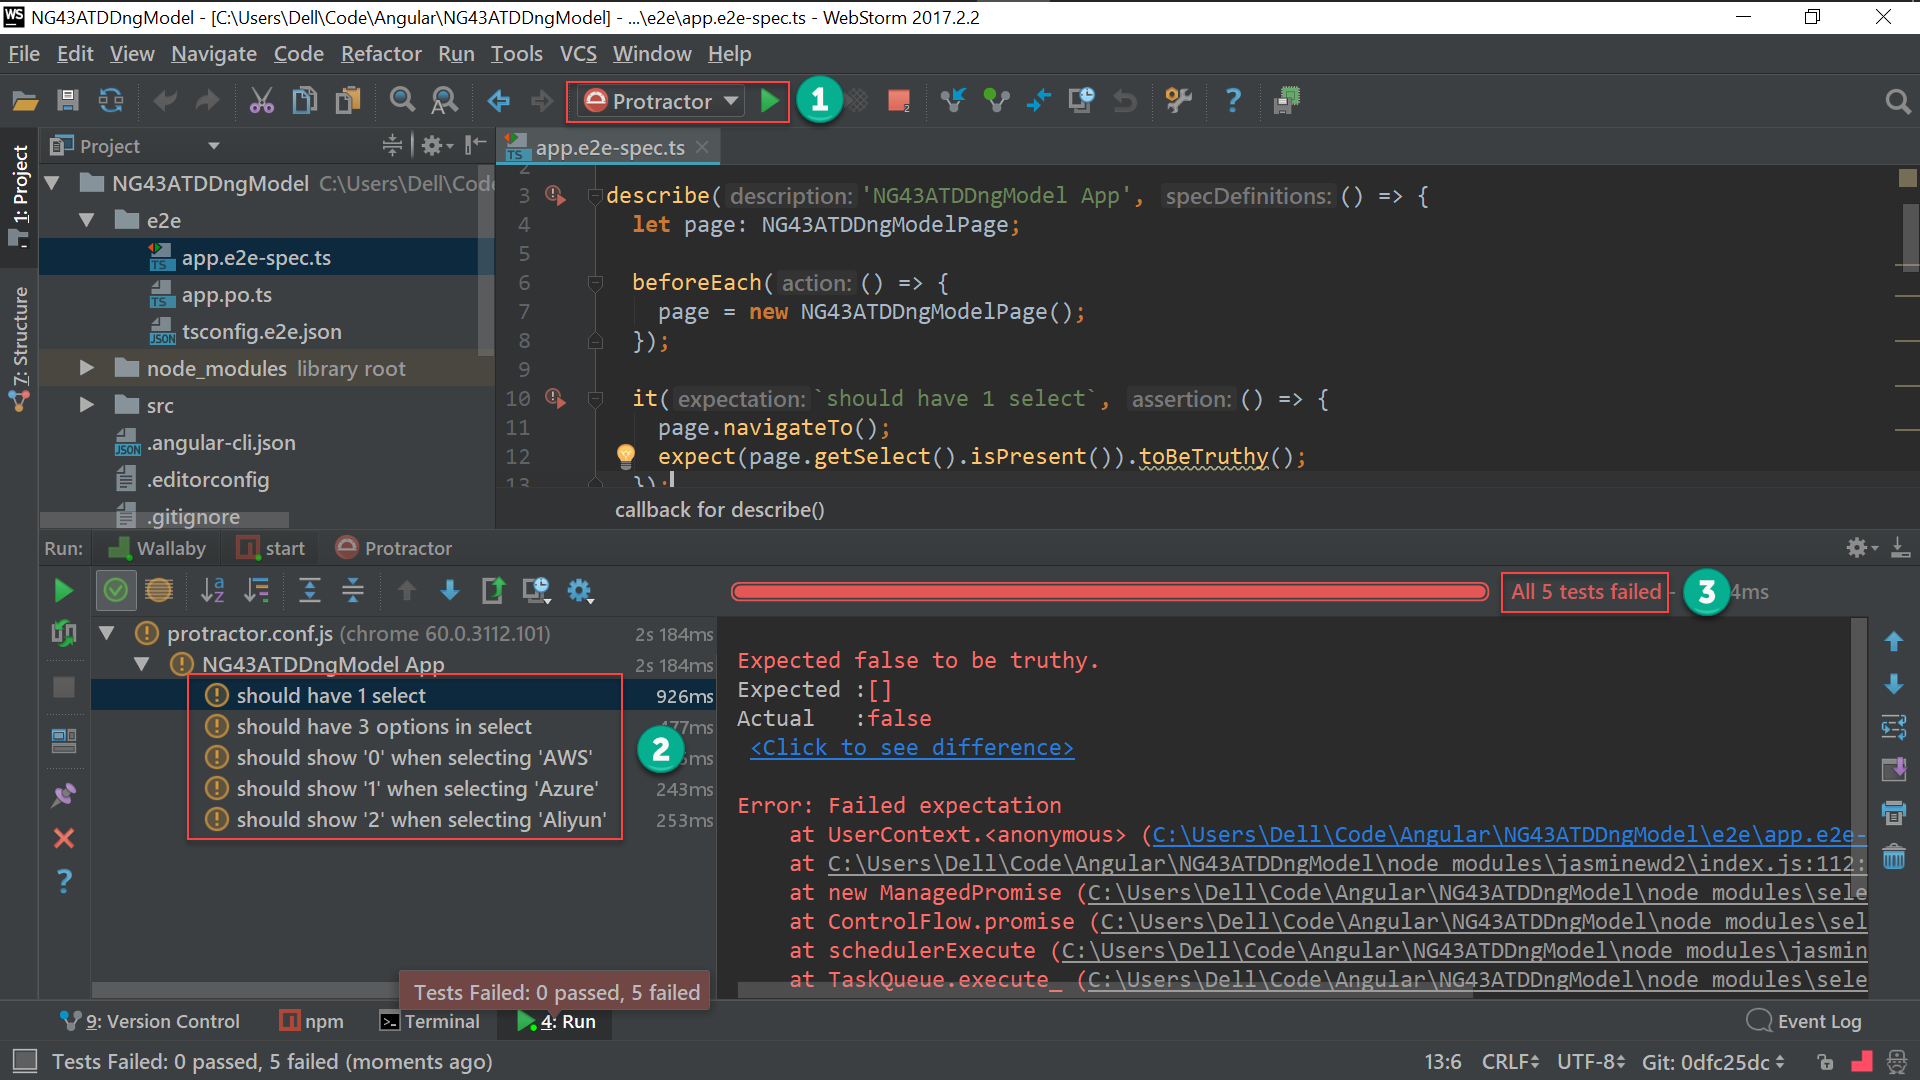 WS NG43ATDDngModel - [C:\Users\Dell\Code\Angular\NG43ATDDngModel] - ...\e2e\app.e2e-spec.ts - WebStorm 2017.2.2
File Edit View Navigate Code Refactor Run Tools VCS Window Help
Protractor 1 2
1: Project
7: Structure
Project
NG43ATDDngModel C:\Users\Dell\Code
e2e
TS app.e2e-spec.ts
TS app.po.ts
JSON tsconfig.e2e.json
node_modules library root
src
JSON .angular-cli.json
.editorconfig
.gitignore
TS app.e2e-spec.ts
2
3 describe( description: 'NG43ATDDngModel App', specDefinitions: () => {
4 let page: NG43ATDDngModelPage;
5
6 beforeEach( action: () => {
7 page = new NG43ATDDngModelPage();
8 });
9
10 it( expectation: `should have 1 select`, assertion: () => {
11 page.navigateTo();
12 expect(page.getSelect().isPresent()).toBeTruthy();
13 });
callback for describe()
Run: Wallaby start Protractor
All 5 tests failed - 3 4ms
protractor.conf.js (chrome 60.0.3112.101) 2s 184ms
NG43ATDDngModel App 2s 184ms
should have 1 select 926ms
should have 3 options in select 477ms
should show '0' when selecting 'AWS' 2
should show '1' when selecting 'Azure' 243ms
should show '2' when selecting 'Aliyun' 253ms
Expected false to be truthy.
Expected :[]
Actual :false
<Click to see difference>
Error: Failed expectation
at UserContext.<anonymous> (C:\Users\Dell\Code\Angular\NG43ATDDngModel\e2e\app.e2e-
at C:\Users\Dell\Code\Angular\NG43ATDDngModel\node_modules\jasminewd2\index.js:112:
at new ManagedPromise (C:\Users\Dell\Code\Angular\NG43ATDDngModel\node_modules\sele
at ControlFlow.promise (C:\Users\Dell\Code\Angular\NG43ATDDngModel\node_modules\sel
at schedulerExecute (C:\Users\Dell\Code\Angular\NG43ATDDngModel\node_modules\jasmin
at TaskQueue.execute_ (C:\Users\Dell\Code\Angular\NG43ATDDngModel\node_modules\sele
Tests Failed: 0 passed, 5 failed
9: Version Control npm Terminal 4: Run Event Log
Tests Failed: 0 passed, 5 failed (moments ago) 13:6 CRLF UTF-8 Git: 0dfc25dc